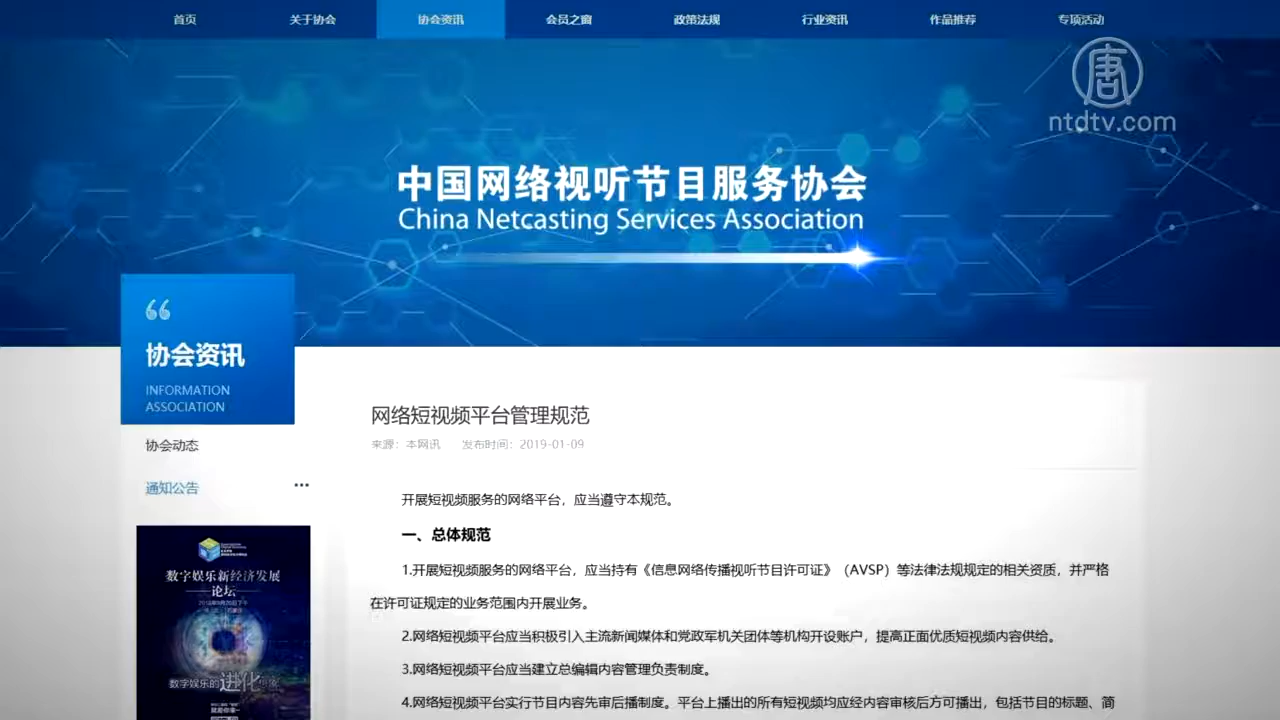 首页 关于协会 协会资讯 会员之窗 政策法规 行业资讯 作品推荐 专项活动
唐
ntdtv.com
中国网络视听节目服务协会
China Netcasting Services Association
协会资讯
INFORMATION
ASSOCIATION
协会动态
通知公告
网络短视频平台管理规范
来源：本网讯 发布时间：2019-01-09
开展短视频服务的网络平台，应当遵守本规范。
一、总体规范
1.开展短视频服务的网络平台，应当持有《信息网络传播视听节目许可证》（AVSP）等法律法规规定的相关资质，并严格
在许可证规定的业务范围内开展业务。
2.网络短视频平台应当积极引入主流新闻媒体和党政军机关团体等机构开设账户，提高正面优质短视频内容供给。
3.网络短视频平台应当建立总编辑内容管理负责制度。
4.网络短视频平台实行节目内容先审后播制度。平台上播出的所有短视频均应经内容审核后方可播出，包括节目的标题、简
数字娱乐新经济发展
论坛
数字娱乐的进化